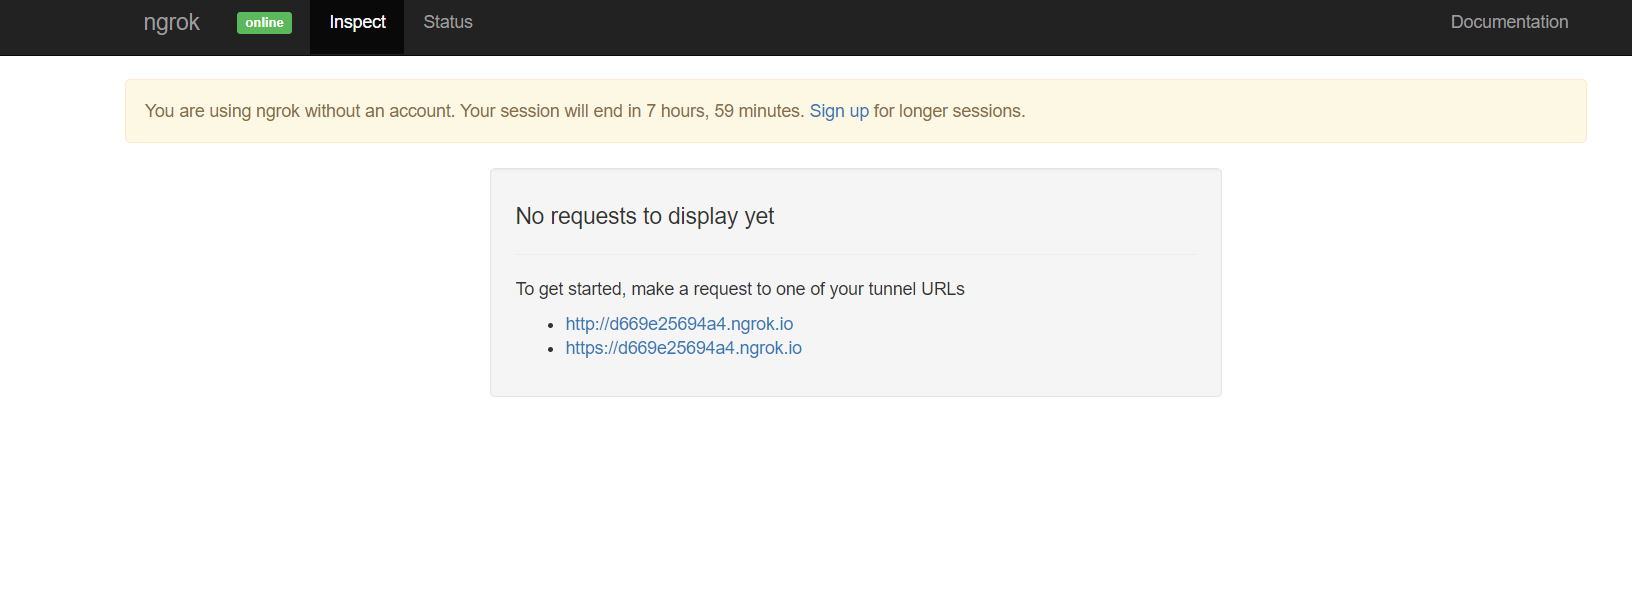 ngrok online Inspect Status Documentation
You are using ngrok without an account. Your session will end in 7 hours, 59 minutes. Sign up for longer sessions.
No requests to display yet
To get started, make a request to one of your tunnel URLs
http://d669e25694a4.ngrok.io
https://d669e25694a4.ngrok.io